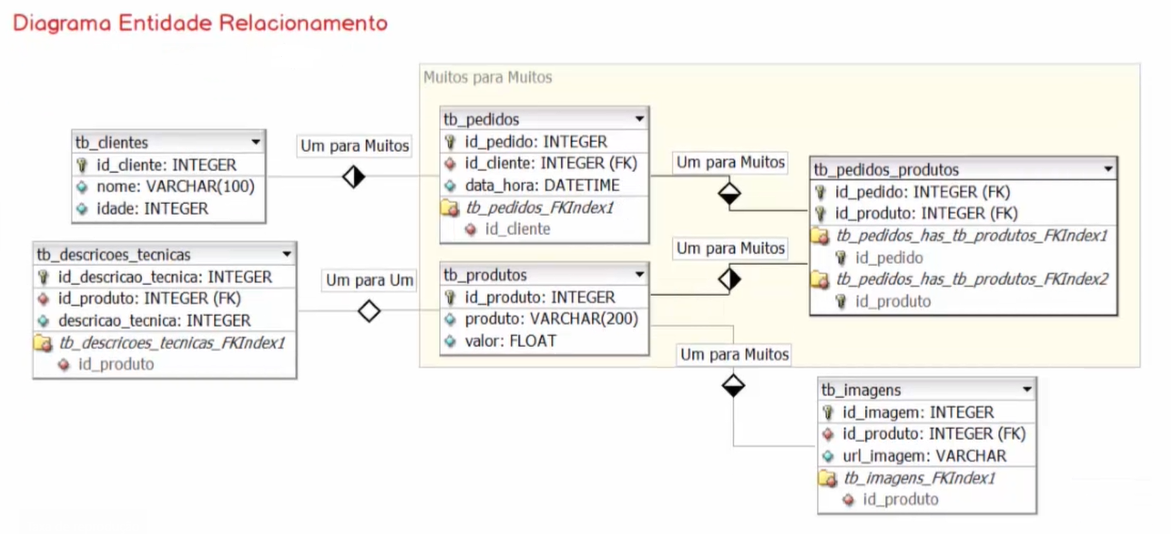 Diagrama Entidade Relacionamento
Muitos para Muitos
tb_clientes
id_cliente: INTEGER
nome: VARCHAR(100)
idade: INTEGER
Um para Muitos
tb_pedidos
id_pedido: INTEGER
id_cliente: INTEGER (FK)
data_hora: DATETIME
tb_pedidos_FKIndex1
id_cliente
Um para Muitos
tb_pedidos_produtos
id_pedido: INTEGER (FK)
id_produto: INTEGER (FK)
tb_pedidos_has_tb_produtos_FKIndex1
id_pedido
tb_pedidos_has_tb_produtos_FKIndex2
id_produto
tb_descricoes_tecnicas
id_descricao_tecnica: INTEGER
id_produto: INTEGER (FK)
descricao_tecnica: INTEGER
tb_descricoes_tecnicas_FKIndex1
id_produto
Um para Um
tb_produtos
id_produto: INTEGER
produto: VARCHAR(200)
valor: FLOAT
Um para Muitos
Um para Muitos
tb_imagens
id_imagem: INTEGER
id_produto: INTEGER (FK)
url_imagem: VARCHAR
tb_imagens_FKIndex1
id_produto